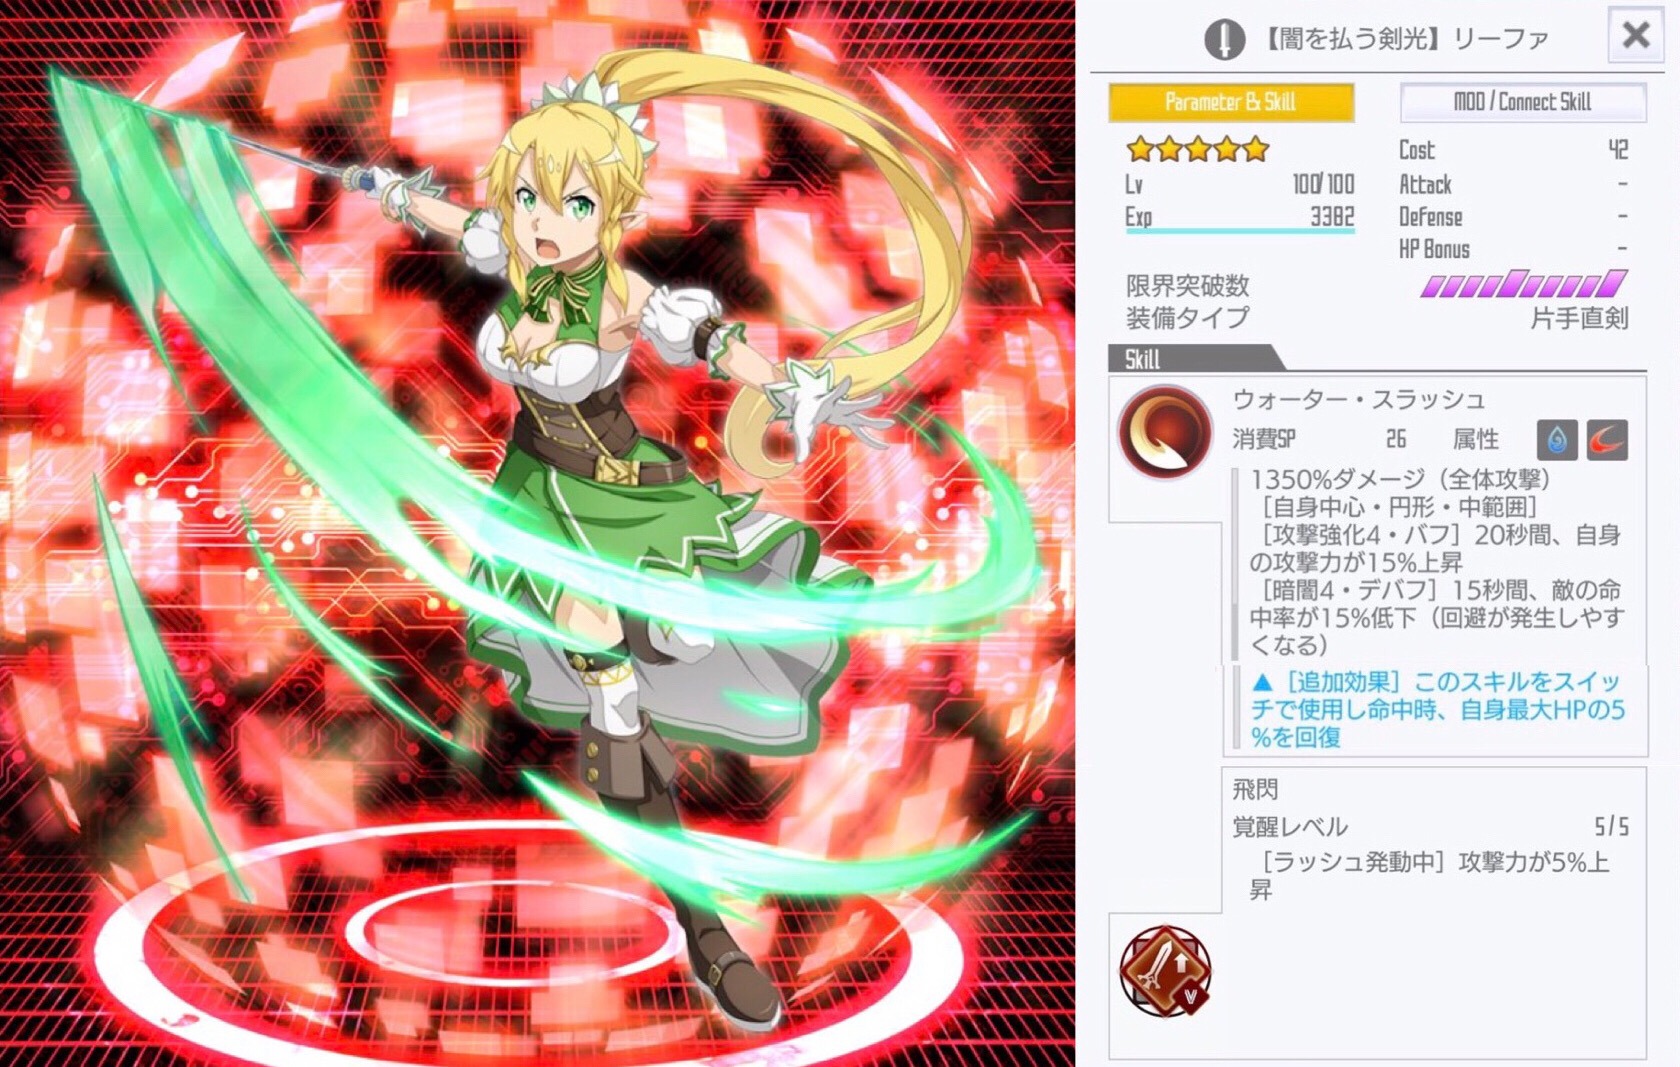 【闇を払う剣光】リーファ
Parameter & Skill
MOD / Connect Skill
Cost 42
Lv 100/100
Attack -
Exp 3382
Defense -
HP Bonus -
限界突破数
装備タイプ 片手直剣
Skill
ウォーター・スラッシュ
消費SP 26 属性
1350%ダメージ（全体攻撃）
［自身中心・円形・中範囲］
［攻撃強化4・バフ］20秒間、自身
の攻撃力が15%上昇
［暗闇4・デバフ］15秒間、敵の命
中率が15%低下（回避が発生しやす
くなる）
▲［追加効果］このスキルをスイッ
チで使用し命中時、自身最大HPの5
%を回復
飛閃
覚醒レベル 5/5
［ラッシュ発動中］攻撃力が5%上
昇
V